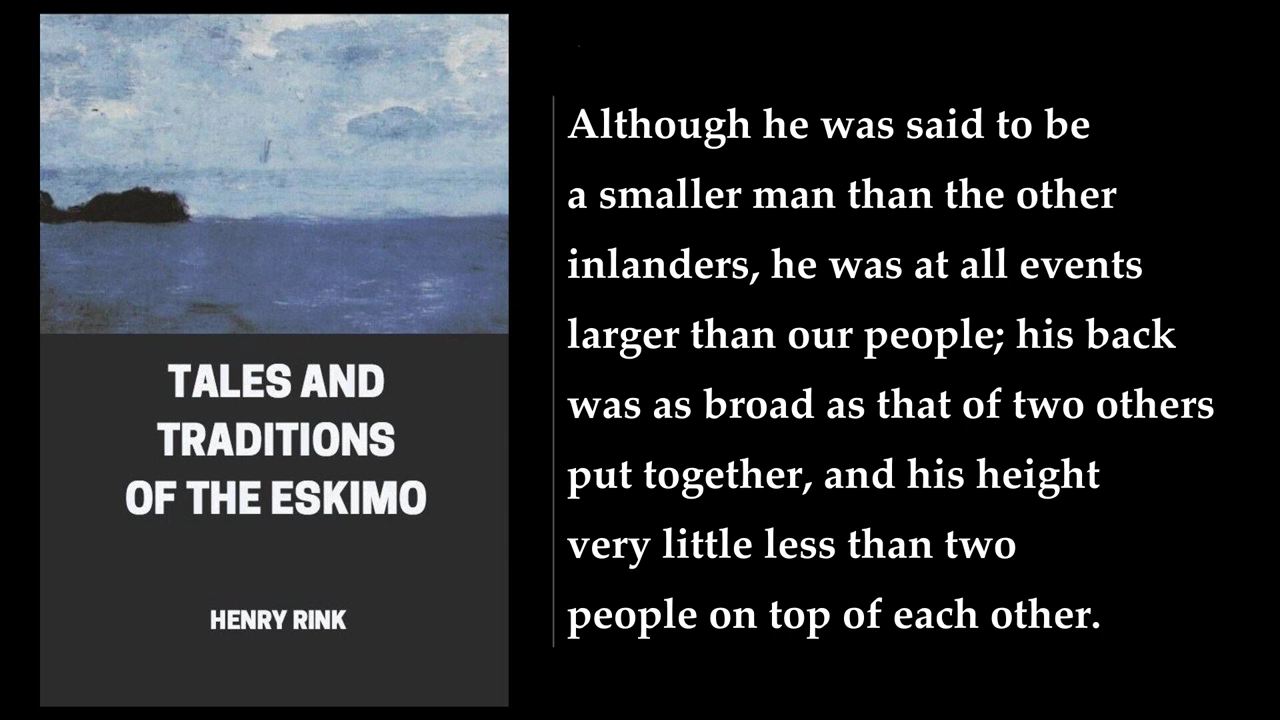 TALES AND
TRADITIONS
OF THE ESKIMO
HENRY RINK
Although he was said to be
a smaller man than the other
inlanders, he was at all events
larger than our people; his back
was as broad as that of two others
put together, and his height
very little less than two
people on top of each other.